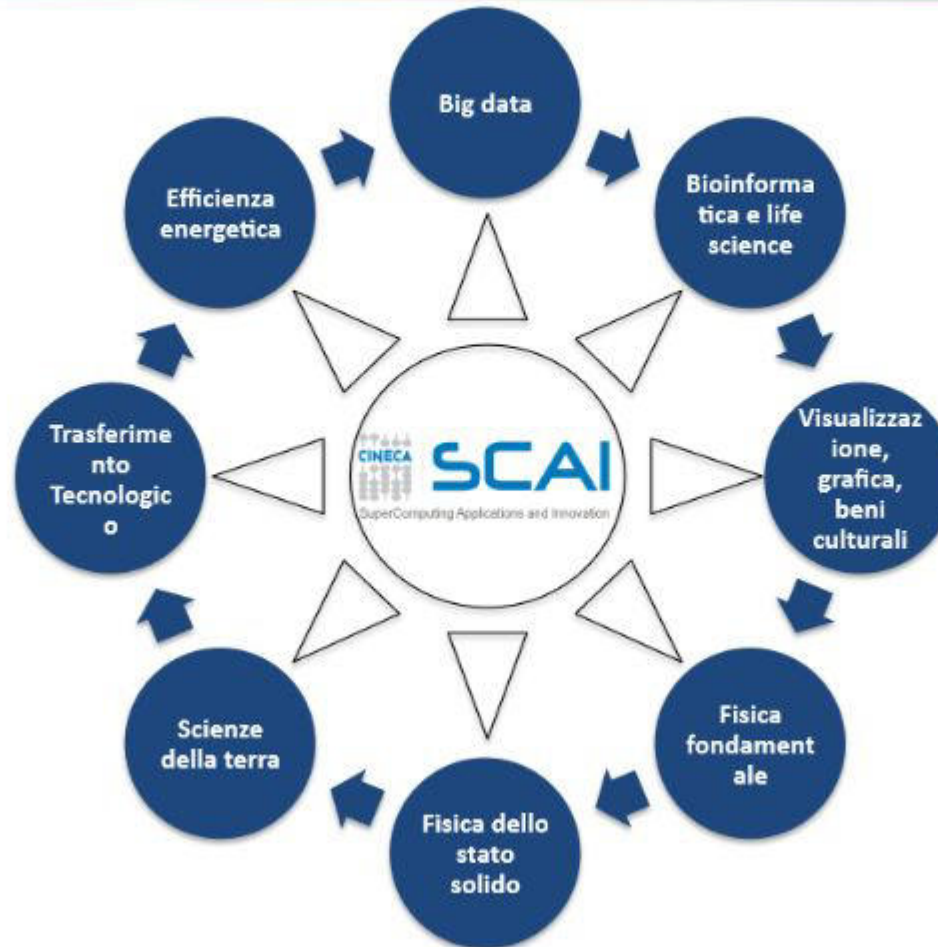 Big data
Bioinforma
tica e life
science
Visualizzaz
ione,
grafica,
beni
culturali
Fisica
fondament
ale
Fisica dello
stato
solido
Scienze
della terra
Trasferime
nto
Tecnologic
o
Efficienza
energetica
CINECA
SCAI
SuperComputing Applications and Innovation